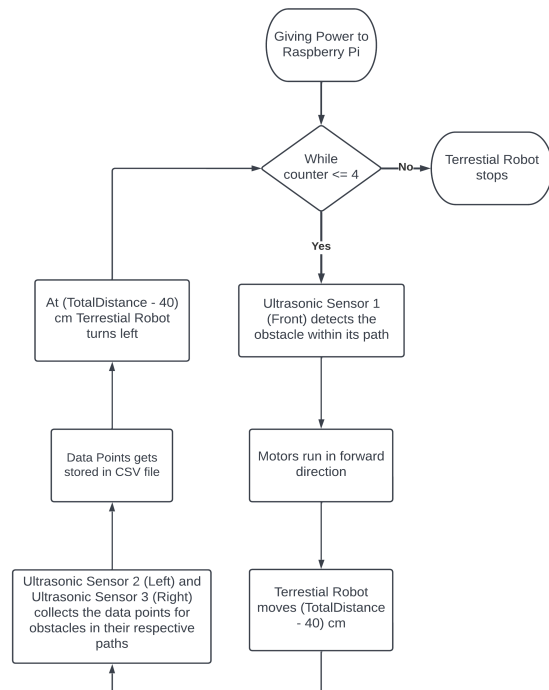 Giving Power to
Raspberry Pi
While
counter <= 4
No
Terrestial Robot
stops
Yes
Ultrasonic Sensor 1
(Front) detects the
obstacle within its path
Motors run in forward
direction
Terrestial Robot
moves (TotalDistance
- 40) cm
Ultrasonic Sensor 2 (Left) and
Ultrasonic Sensor 3 (Right)
collects the data points for
obstacles in their respective
paths
Data Points gets
stored in CSV file
At (TotalDistance - 40)
cm Terrestial Robot
turns left